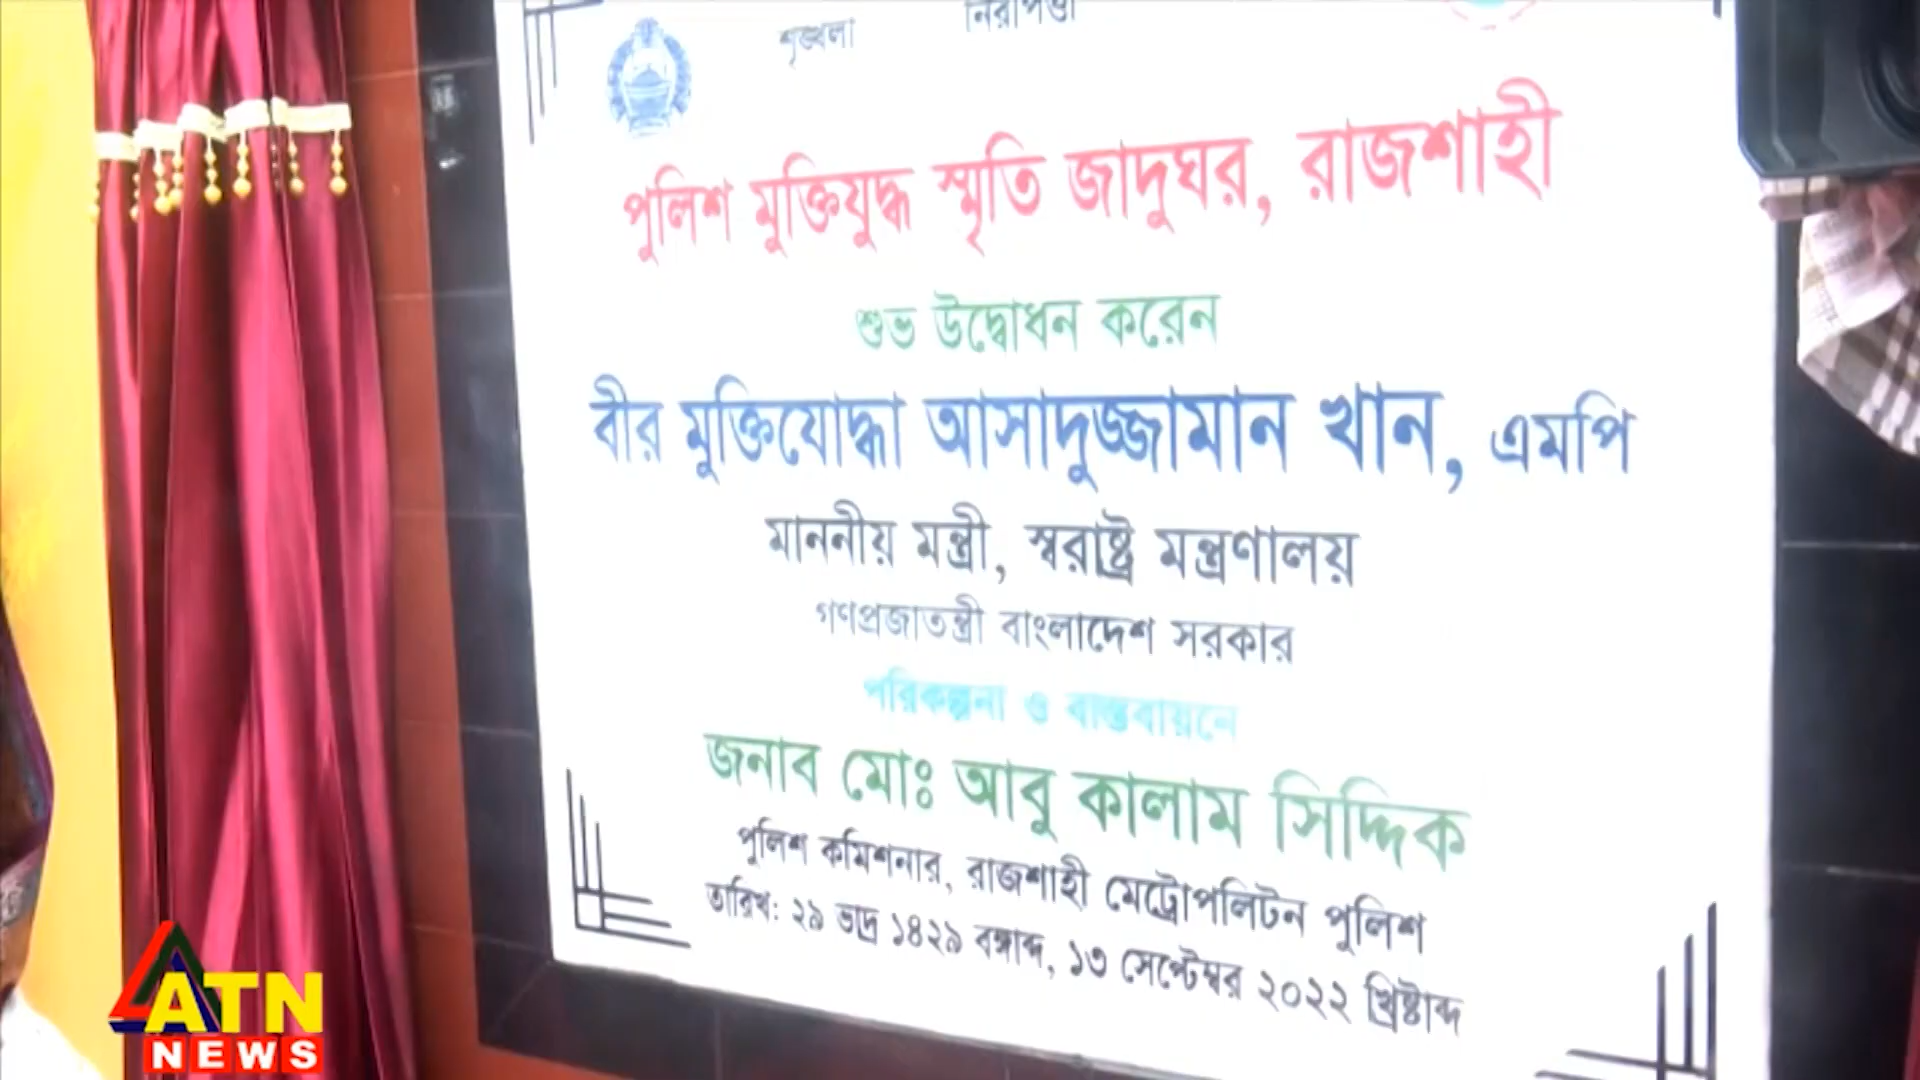 শৃঙ্খলা নিরাপত্তা
পুলিশ মুক্তিযুদ্ধ স্মৃতি জাদুঘর, রাজশাহী
শুভ উদ্বোধন করেন
বীর মুক্তিযোদ্ধা আসাদুজ্জামান খান, এমপি
মাননীয় মন্ত্রী, স্বরাষ্ট্র মন্ত্রণালয়
গণপ্রজাতন্ত্রী বাংলাদেশ সরকার
পরিকল্পনা ও বাস্তবায়নে
জনাব মোঃ আবু কালাম সিদ্দিক
পুলিশ কমিশনার, রাজশাহী মেট্রোপলিটন পুলিশ
তারিখ: ২৯ ভাদ্র ১৪২৯ বঙ্গাব্দ, ১৩ সেপ্টেম্বর ২০২২ খ্রিষ্টাব্দ
ATN
NEWS